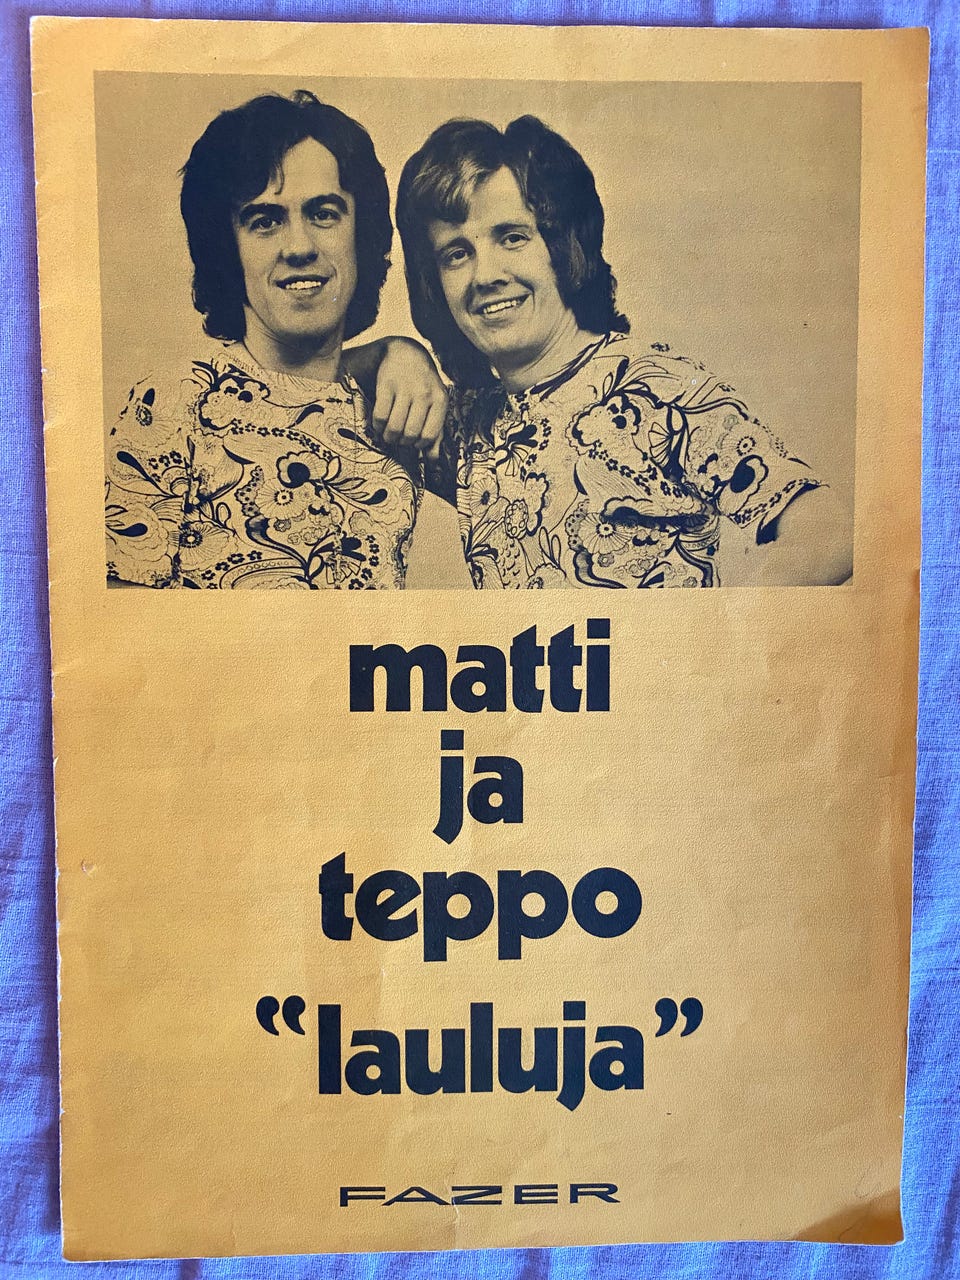 matti
ja
teppo
“lauluja”
FAZER